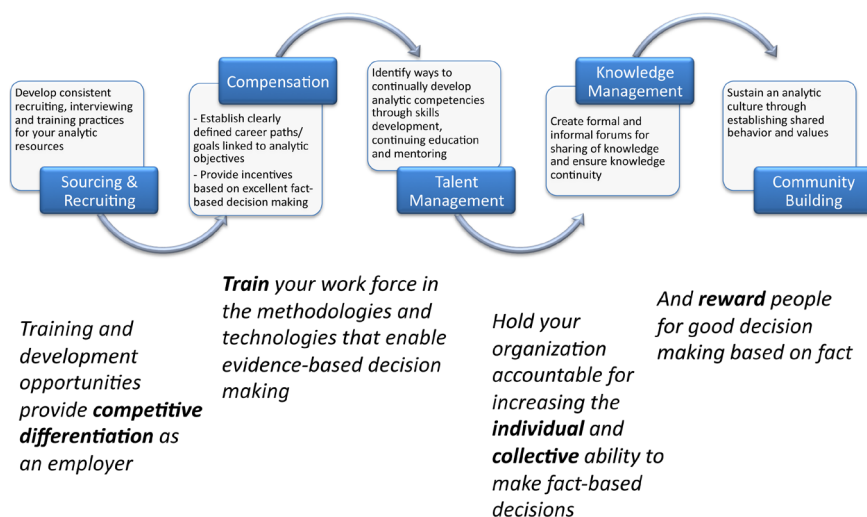 Develop consistent
recruiting, interviewing
and training practices
for your analytic
resources
Sourcing &
Recruiting
Compensation
- Establish clearly
defined career paths/
goals linked to analytic
objectives
- Provide incentives
based on excellent fact-
based decision making
Identify ways to
continually develop
analytic competencies
through skills
development,
continuing education
and mentoring
Talent
Management
Knowledge
Management
Create formal and
informal forums for
sharing of knowledge
and ensure knowledge
continuity
Sustain an analytic
culture through
establishing shared
behavior and values
Community
Building
Training and
development
opportunities
provide competitive
differentiation as
an employer
Train your work force in
the methodologies and
technologies that enable
evidence-based decision
making
Hold your
organization
accountable for
increasing the
individual and
collective ability to
make fact-based
decisions
And reward people
for good decision
making based on fact